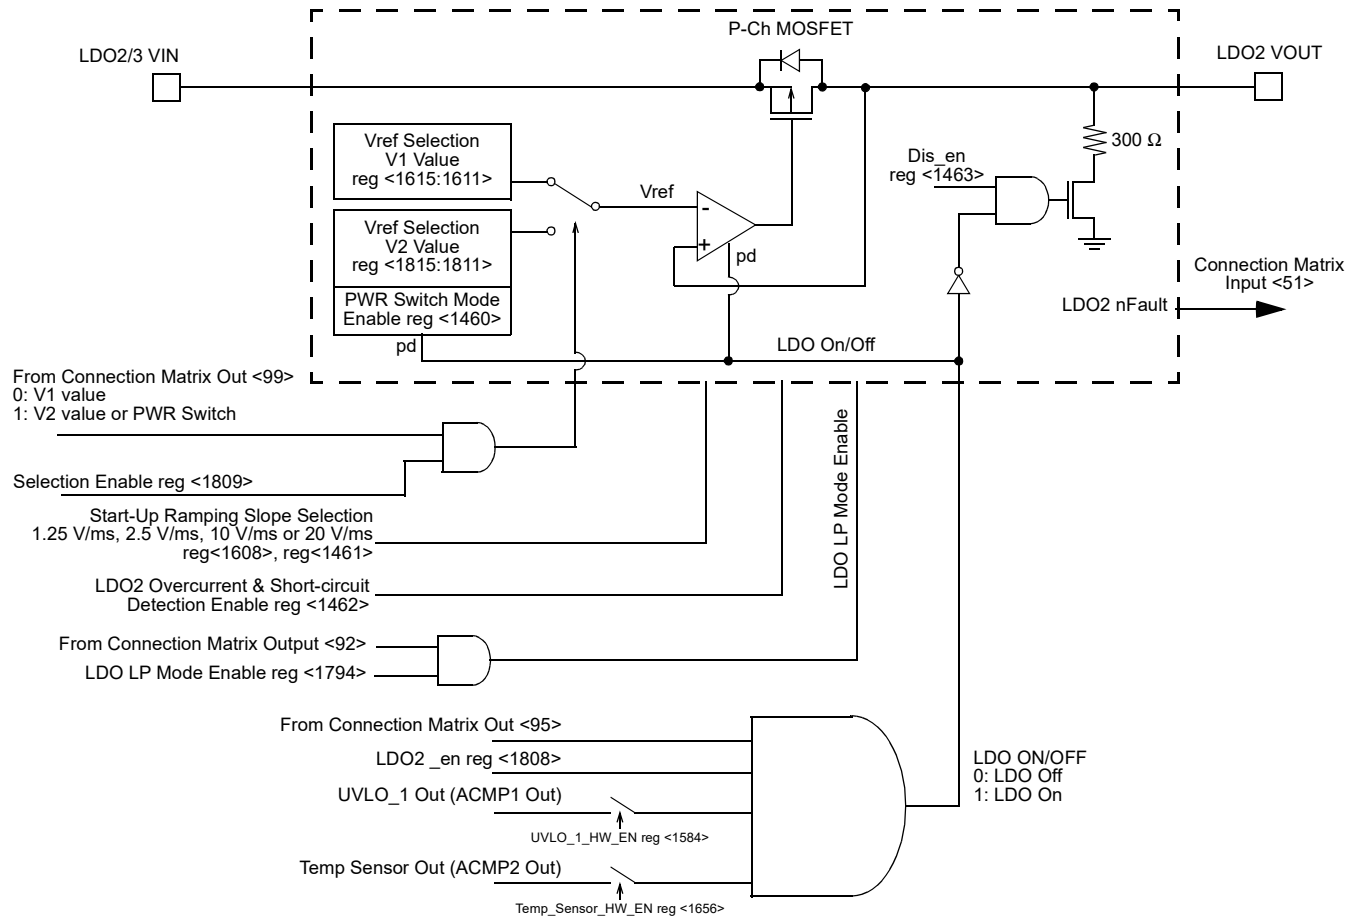 P-Ch MOSFET
LDO2/3 VIN
LDO2 VOUT
Vref Selection
V1 Value
reg <1615:1611>
Vref
Dis_en
reg <1463>
300 Ω
Vref Selection
V2 Value
reg <1815:1811>
-
+
pd
PWR Switch Mode
Enable reg <1460>
pd
Connection Matrix
Input <51>
LDO2 nFault
LDO On/Off
From Connection Matrix Out <99>
0: V1 value
1: V2 value or PWR Switch
Selection Enable reg <1809>
Start-Up Ramping Slope Selection
1.25 V/ms, 2.5 V/ms, 10 V/ms or 20 V/ms
reg<1608>, reg<1461>
LDO LP Mode Enable
LDO2 Overcurrent & Short-circuit
Detection Enable reg <1462>
From Connection Matrix Output <92>
LDO LP Mode Enable reg <1794>
From Connection Matrix Out <95>
LDO2 _en reg <1808>
UVLO_1 Out (ACMP1 Out)
UVLO_1_HW_EN reg <1584>
Temp Sensor Out (ACMP2 Out)
Temp_Sensor_HW_EN reg <1656>
LDO ON/OFF
0: LDO Off
1: LDO On